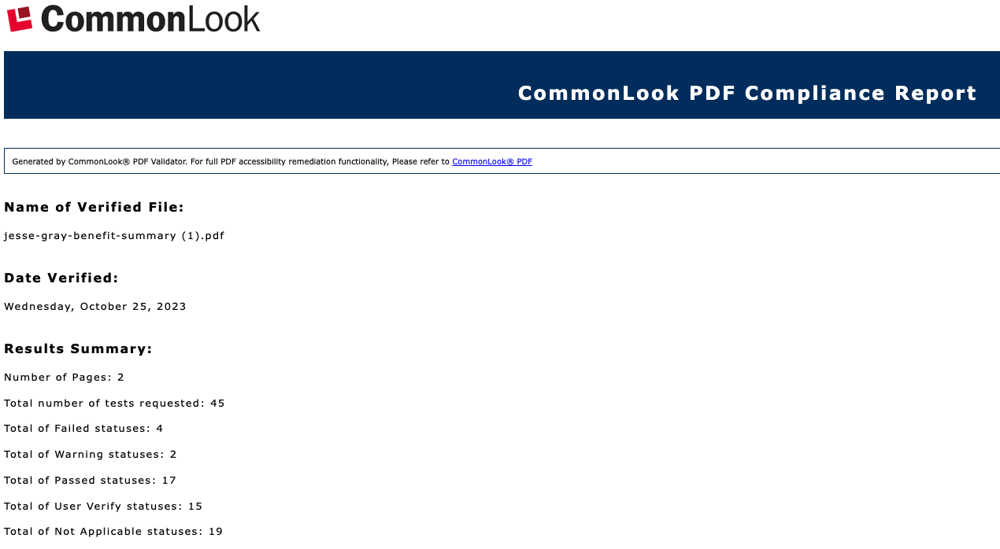 CommonLook
CommonLook PDF Compliance Report
Generated by CommonLook® PDF Validator. For full PDF accessibility remediation functionality, Please refer to CommonLook® PDF
Name of Verified File:
jesse-gray-benefit-summary (1).pdf
Date Verified:
Wednesday, October 25, 2023
Results Summary:
Number of Pages: 2
Total number of tests requested: 45
Total of Failed statuses: 4
Total of Warning statuses: 2
Total of Passed statuses: 17
Total of User Verify statuses: 15
Total of Not Applicable statuses: 19